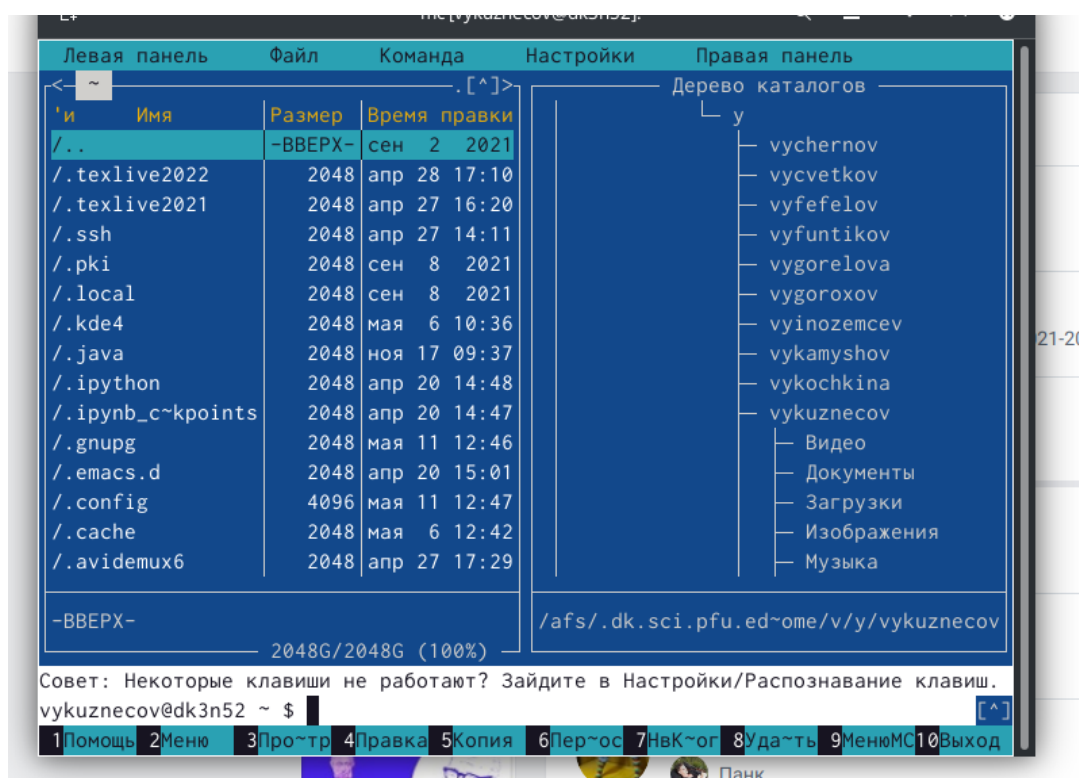 mc [vykuznecov@dk3n52]:
Левая панель Файл Команда Настройки Правая панель
<— ~ .[^]>
Дерево каталогов
'и Имя Размер Время правки
/.. -ВВЕРХ- сен 2 2021
/.texlive2022 2048 апр 28 17:10
/.texlive2021 2048 апр 27 16:20
/.ssh 2048 апр 27 14:11
/.pki 2048 сен 8 2021
/.local 2048 сен 8 2021
/.kde4 2048 мая 6 10:36
/.java 2048 ноя 17 09:37
/.ipython 2048 апр 20 14:48
/.ipynb_c~kpoints 2048 апр 20 14:47
/.gnupg 2048 мая 11 12:46
/.emacs.d 2048 апр 20 15:01
/.config 4096 мая 11 12:47
/.cache 2048 мая 6 12:42
/.avidemux6 2048 апр 27 17:29
-ВВЕРХ-
2048G/2048G (100%)
y
vychernov
vycvetkov
vyfefelov
vyfuntikov
vygorelova
vygoroxov
vyinozemcev
vykamyshov
vykochkina
vykuznecov
Видео
Документы
Загрузки
Изображения
Музыка
/afs/.dk.sci.pfu.ed~ome/v/y/vykuznecov
Совет: Некоторые клавиши не работают? Зайдите в Настройки/Распознавание клавиш.
vykuznecov@dk3n52 ~ $ [^]
1Помощь 2Меню 3Про~тр 4Правка 5Копия 6Пер~ос 7НвК~ог 8Уда~ть 9МенюMC 10Выход
Панк